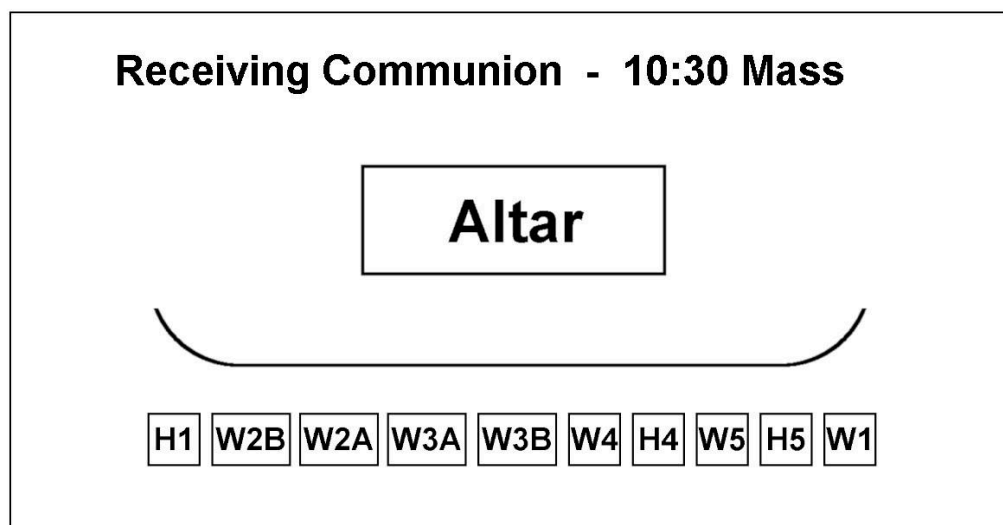 Receiving Communion - 10:30 Mass
Altar
H1 W2B W2A W3A W3B W4 H4 W5 H5 W1